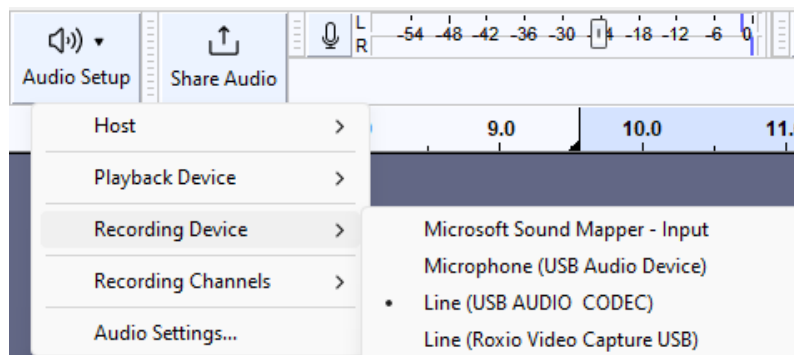 Audio Setup
Share Audio
L
R
-54 -48 -42 -36 -30 -18 -12 -6 0
9.0 10.0 11.
Host
Playback Device
Recording Device
Recording Channels
Audio Settings...
Microsoft Sound Mapper - Input
Microphone (USB Audio Device)
Line (USB AUDIO  CODEC)
Line (Roxio Video Capture USB)